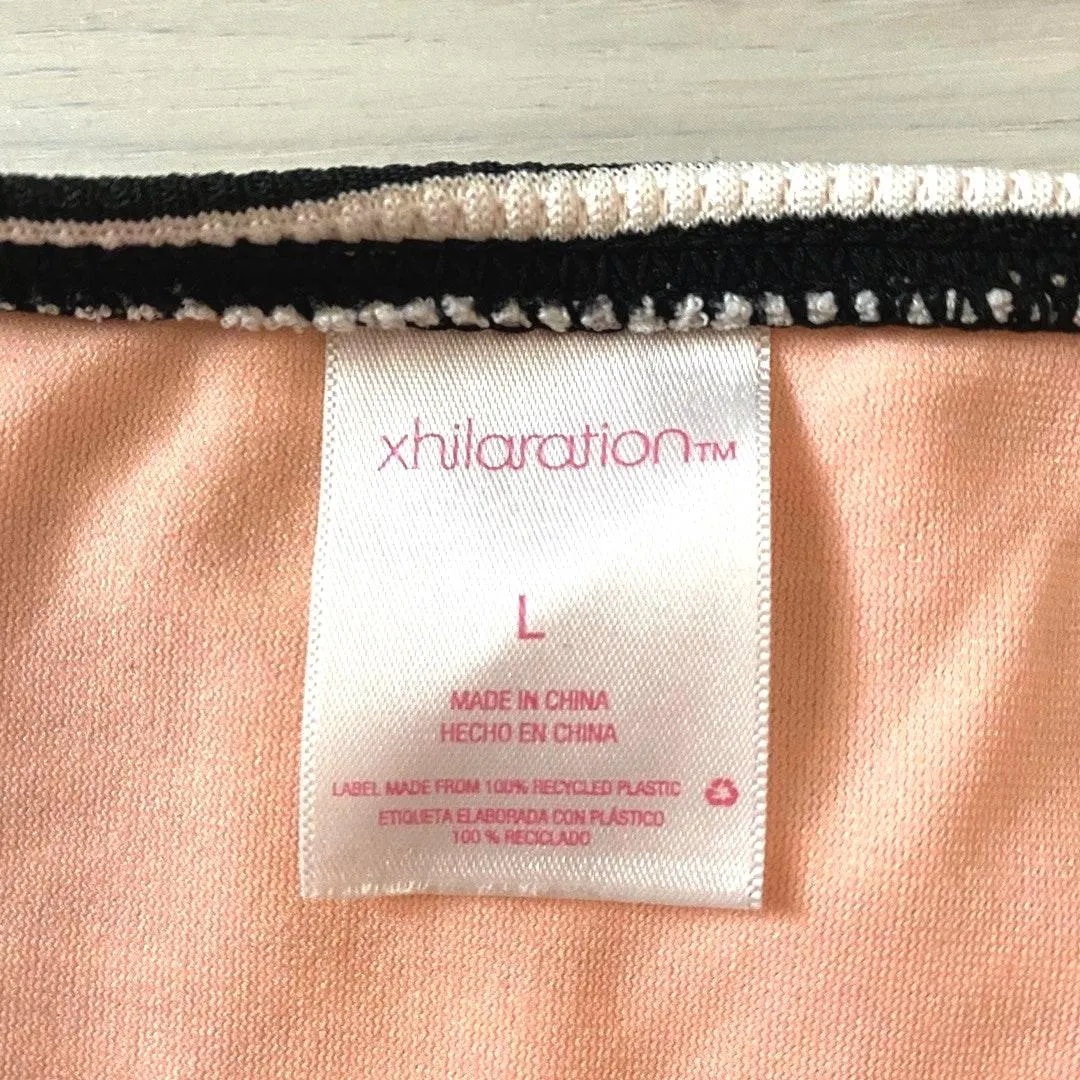 xhilaration™
L
MADE IN CHINA
HECHO EN CHINA
LABEL MADE FROM 100% RECYCLED PLASTIC
ETIQUETA ELABORADA CON PLÁSTICO
100 % RECICLADO